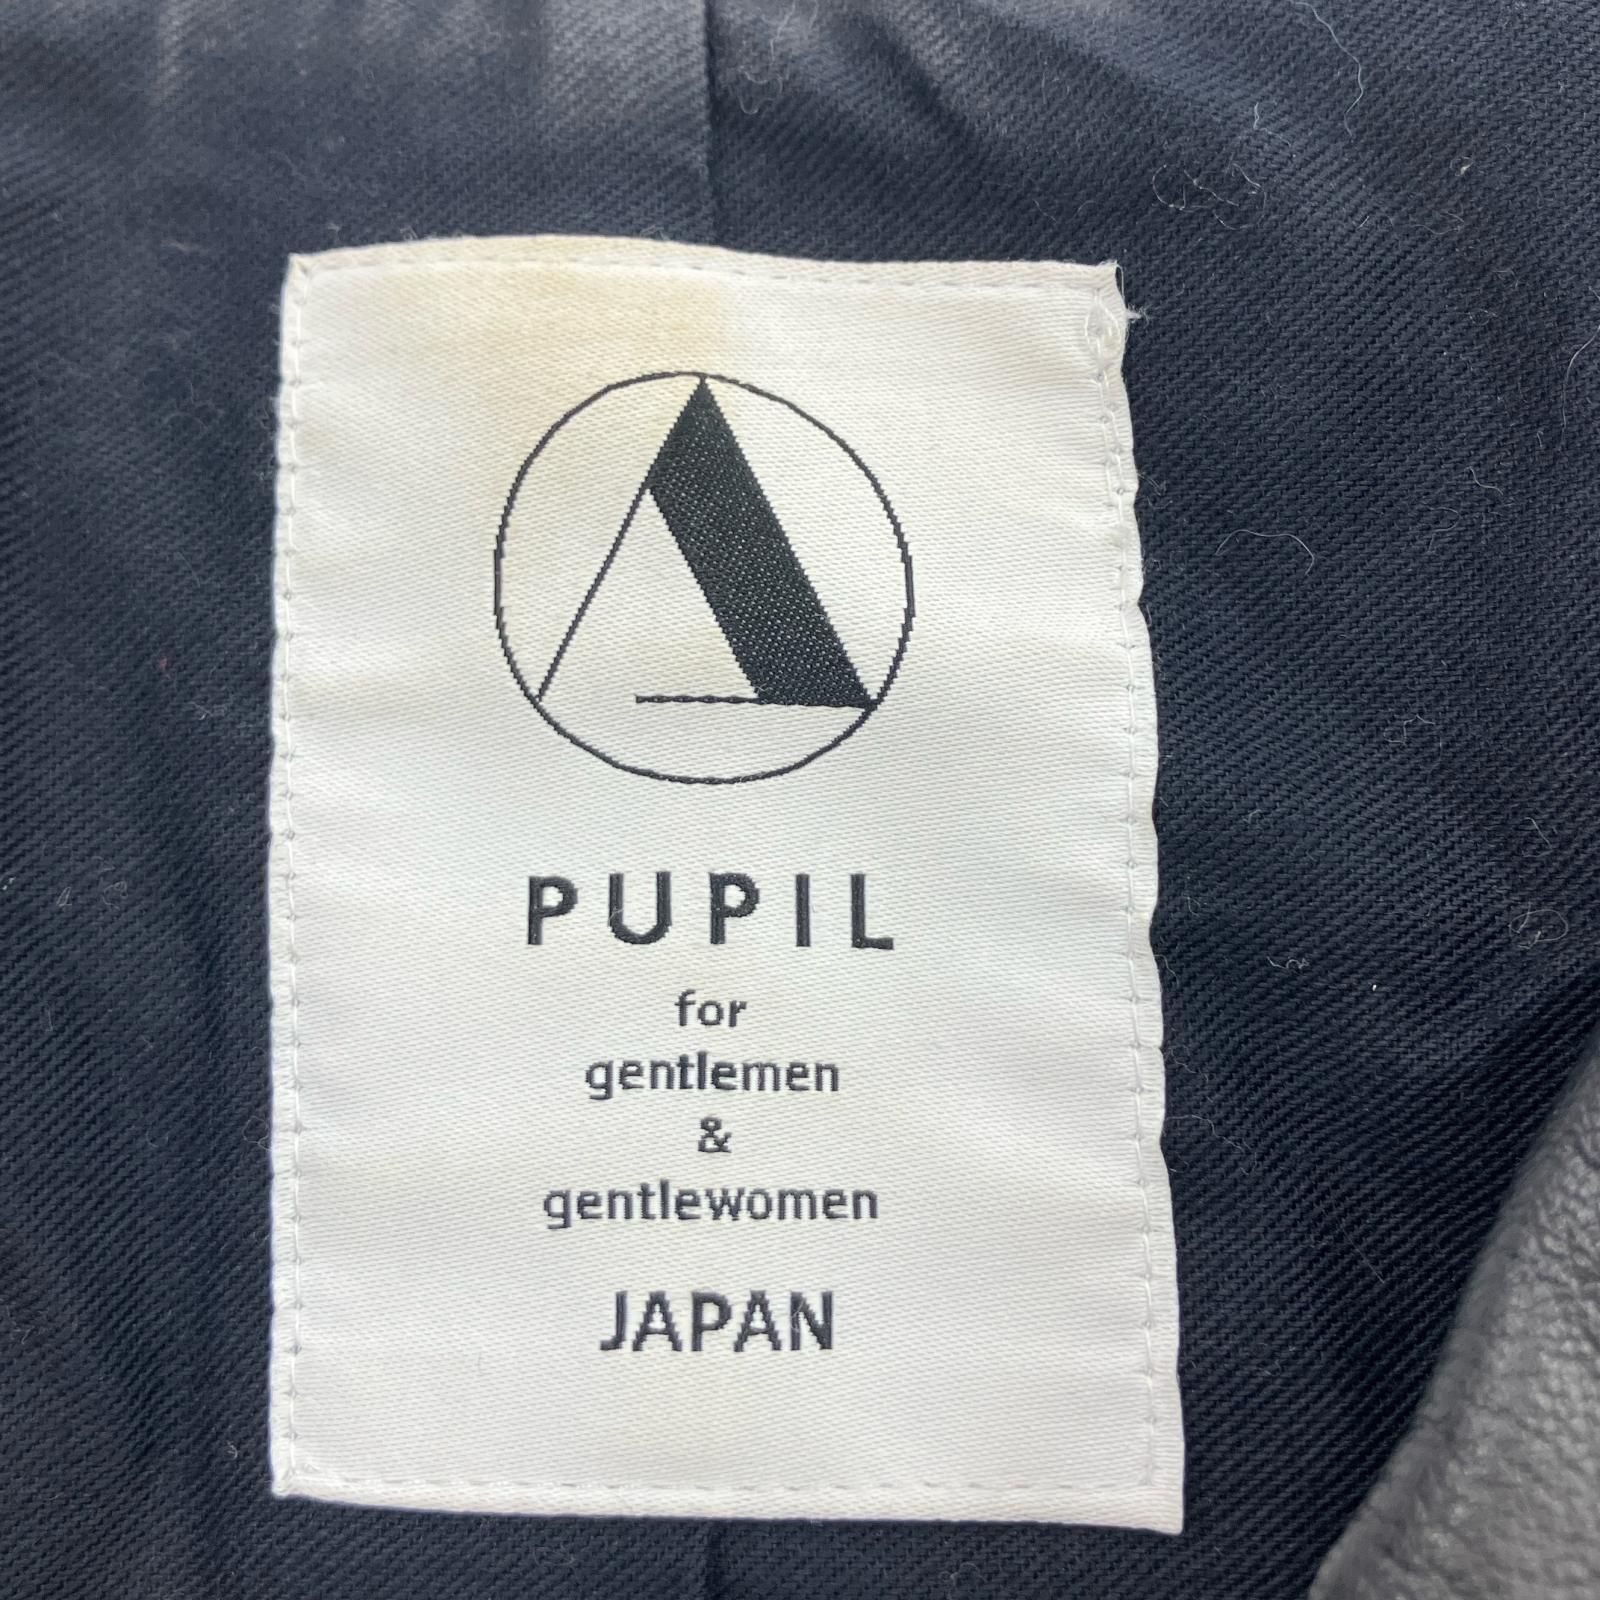 PUPIL
for
gentlemen
&
gentlewomen
JAPAN